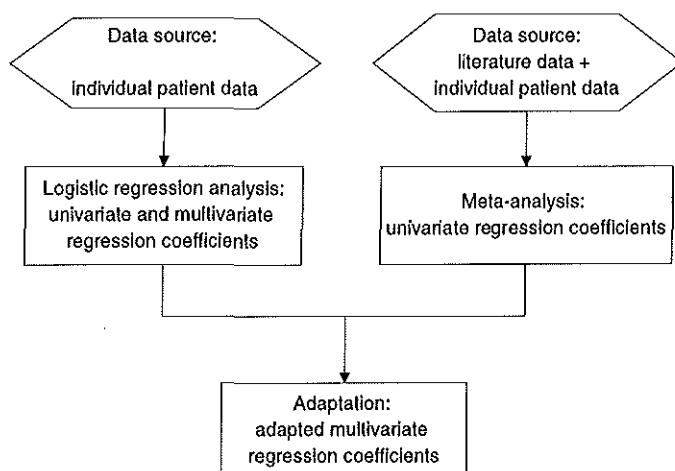 Data source:
individual patient data
Data source:
literature data +
individual patient data
Logistic regression analysis:
univariate and multivariate
regression coefficients
Meta-analysis:
univariate regression coefficients
Adaptation:
adapted multivariate
regression coefficients